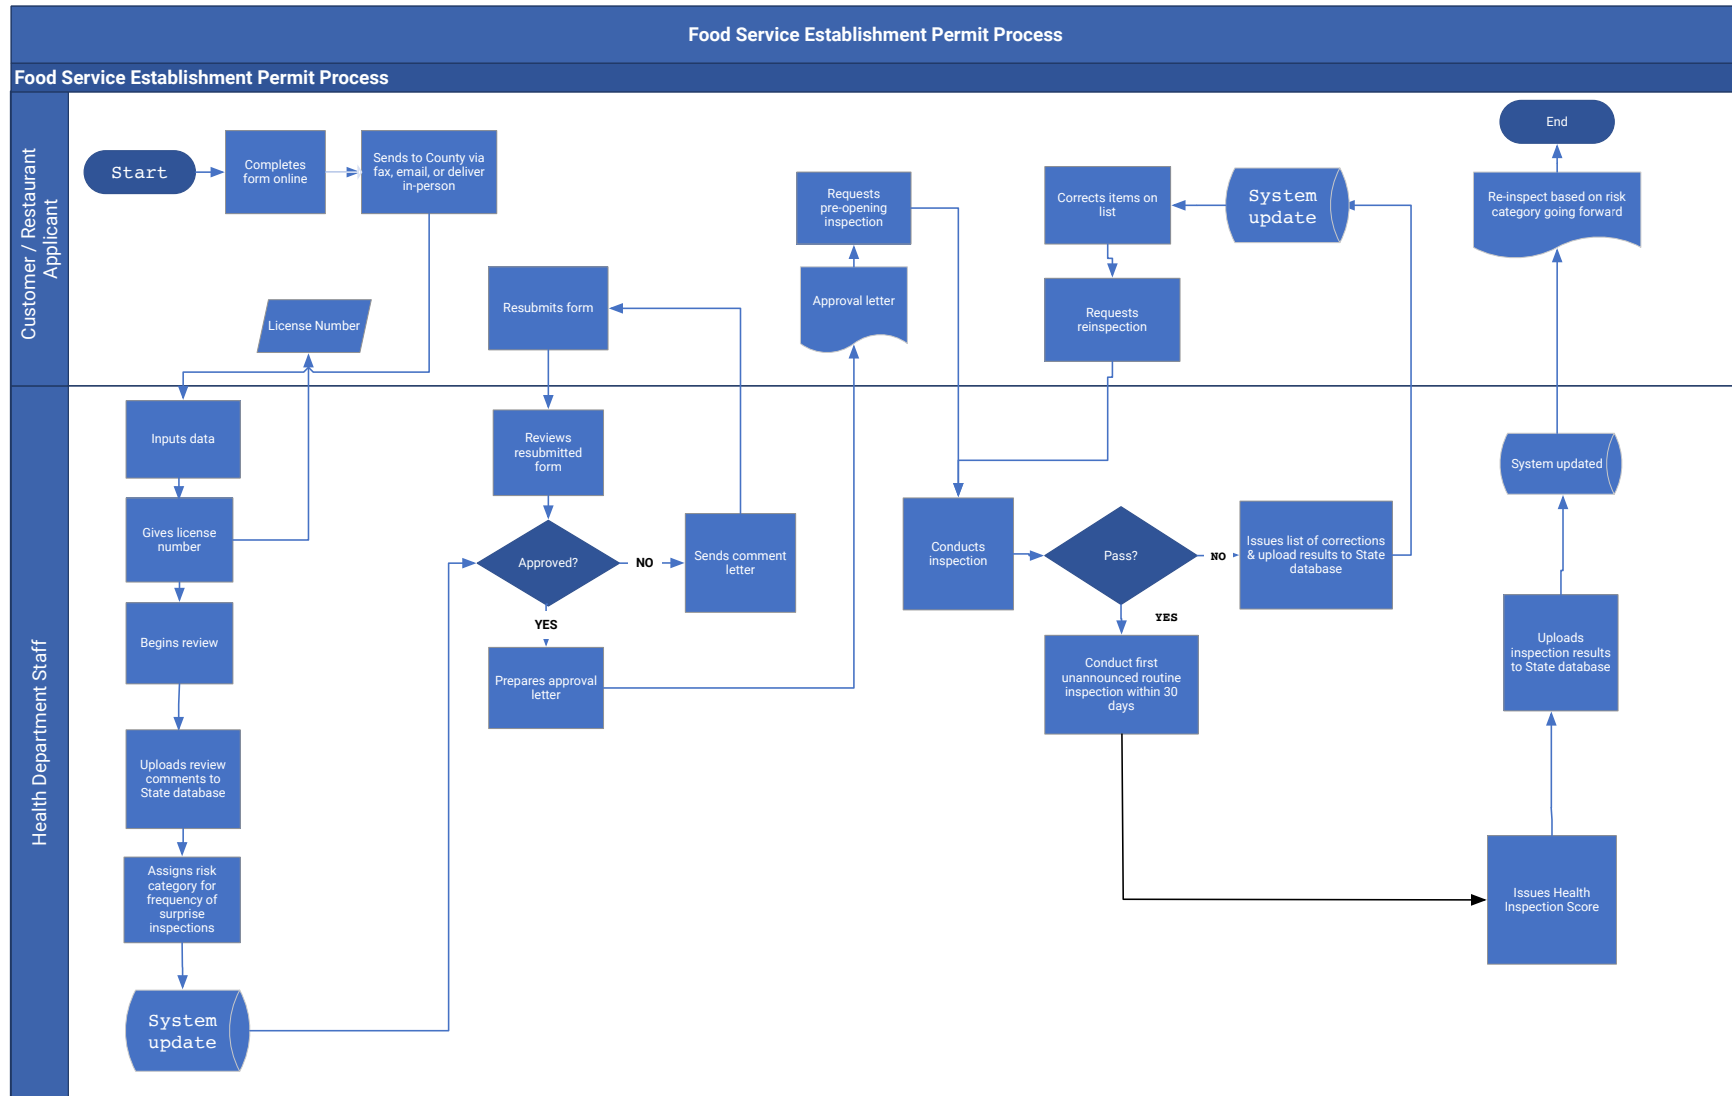 Food Service Establishment Permit Process
Food Service Establishment Permit Process
Customer / Restaurant
Applicant
Start
Completes
form online
Sends to County via
fax, email, or deliver
in-person
License Number
Resubmits form
Requests
pre-opening
inspection
Approval letter
Corrects items on
list
System
update
Requests
reinspection
End
Re-inspect based on risk
category going forward
Health Department Staff
Inputs data
Gives license
number
Begins review
Uploads review
comments to
State database
Assigns risk
category for
frequency of
surprise
inspections
System
update
Reviews
resubmitted
form
Approved?
NO
Sends comment
letter
YES
Prepares approval
letter
Conducts
inspection
Pass?
NO
Issues list of corrections
& upload results to State
database
YES
Conduct first
unannounced routine
inspection within 30
days
Issues Health
Inspection Score
Uploads
inspection results
to State database
System updated